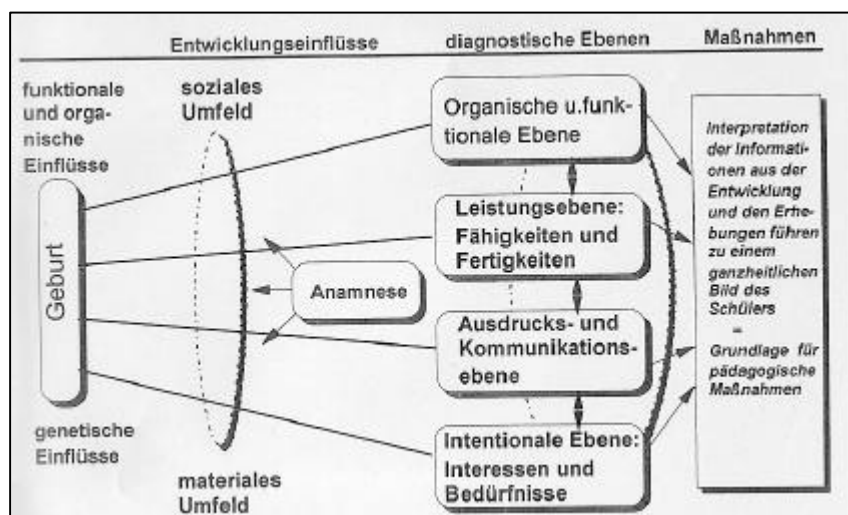 Entwicklungseinflüsse
diagnostische Ebenen
Maßnahmen
funktionale
und orga-
nische
Einflüsse
soziales
Umfeld
Geburt
genetische
Einflüsse
materiales
Umfeld
Anamnese
Organische u.funk-
tionale Ebene
Leistungsebene:
Fähigkeiten und
Fertigkeiten
Ausdrucks- und
Kommunikations-
ebene
Intentionale Ebene:
Interessen und
Bedürfnisse
Interpretation
der Informati-
onen aus der
Entwicklung
und den Erhe-
bungen führen
zu einem
ganzheitlichen
Bild des
Schülers
=
Grundlage für
pädagogische
Maßnahmen